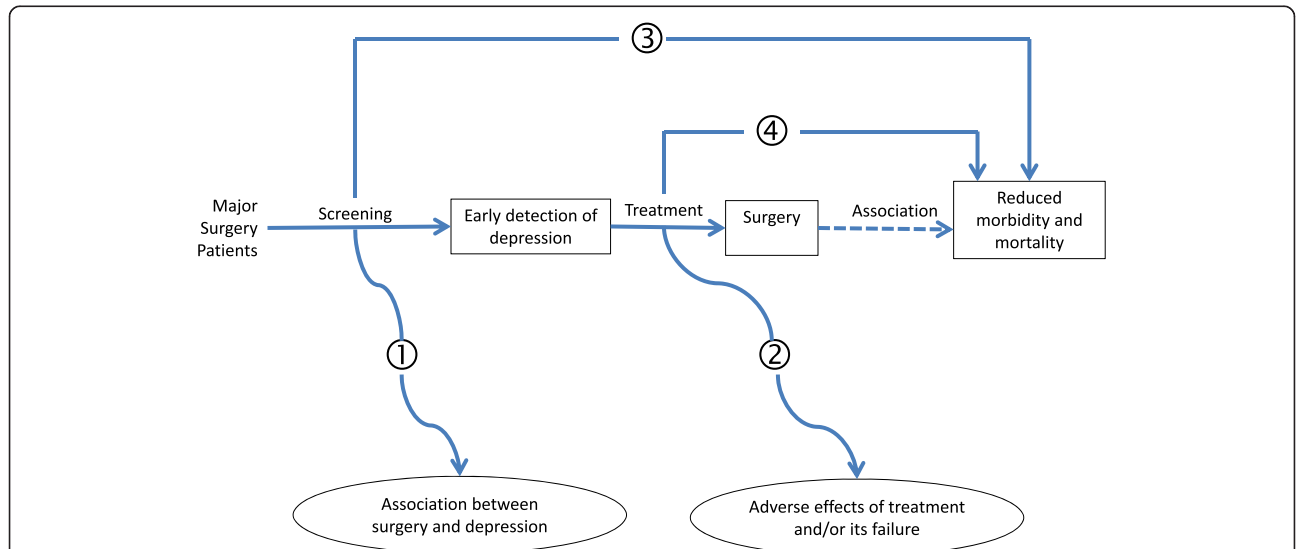 ③
④
Major
Surgery
Patients
Screening
Early detection of
depression
Treatment
Surgery
Association
Reduced
morbidity and
mortality
①
②
Association between
surgery and depression
Adverse effects of treatment
and/or its failure